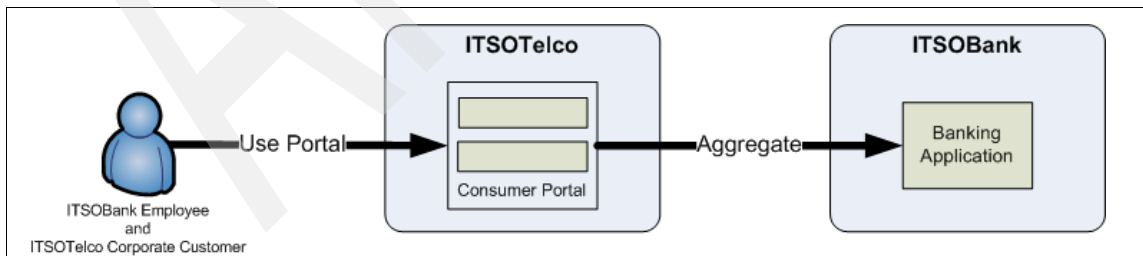 ITSOTelco
ITSOBank
Use Portal
Aggregate
Banking
Application
Consumer Portal
ITSOBank Employee
and
ITSOTelco Corporate Customer